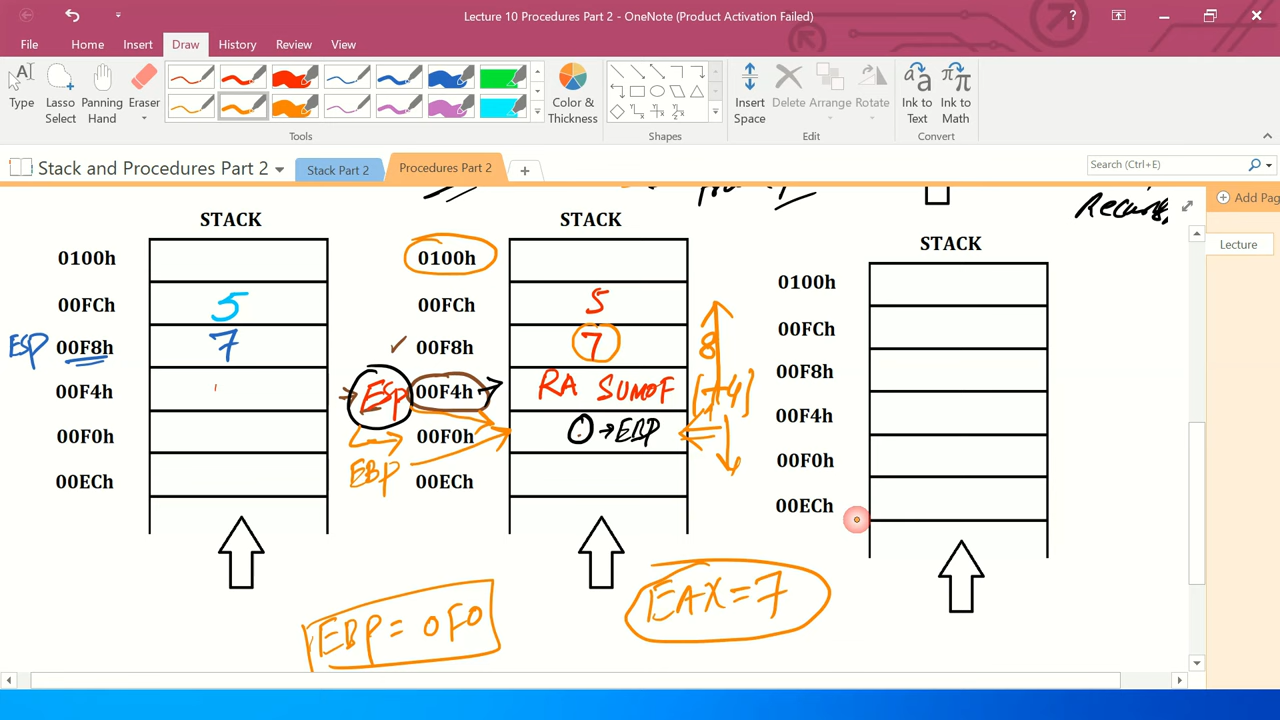 Lecture 10 Procedures Part 2 - OneNote (Product Activation Failed)
?
File Home Insert Draw History Review View
Type
Lasso Select
Panning Hand
Eraser
Color & Thickness
Insert Space
Delete
Arrange
Rotate
Ink to Text
Ink to Math
Tools
Shapes
Edit
Convert
Stack and Procedures Part 2
Stack Part 2
Procedures Part 2
+
Search (Ctrl+E)
Add Pag
Lecture
STACK
0100h
00FCh 5
ESP 00F8h 7
00F4h
00F0h
00ECh
STACK
0100h
00FCh 5
00F8h 7 8
ESP 00F4h RA SUMOF [+4]
00F0h 0→EBP
EBP 00ECh
STACK
0100h
00FCh
00F8h
00F4h
00F0h
00ECh
EBP = 0F0
EAX = 7